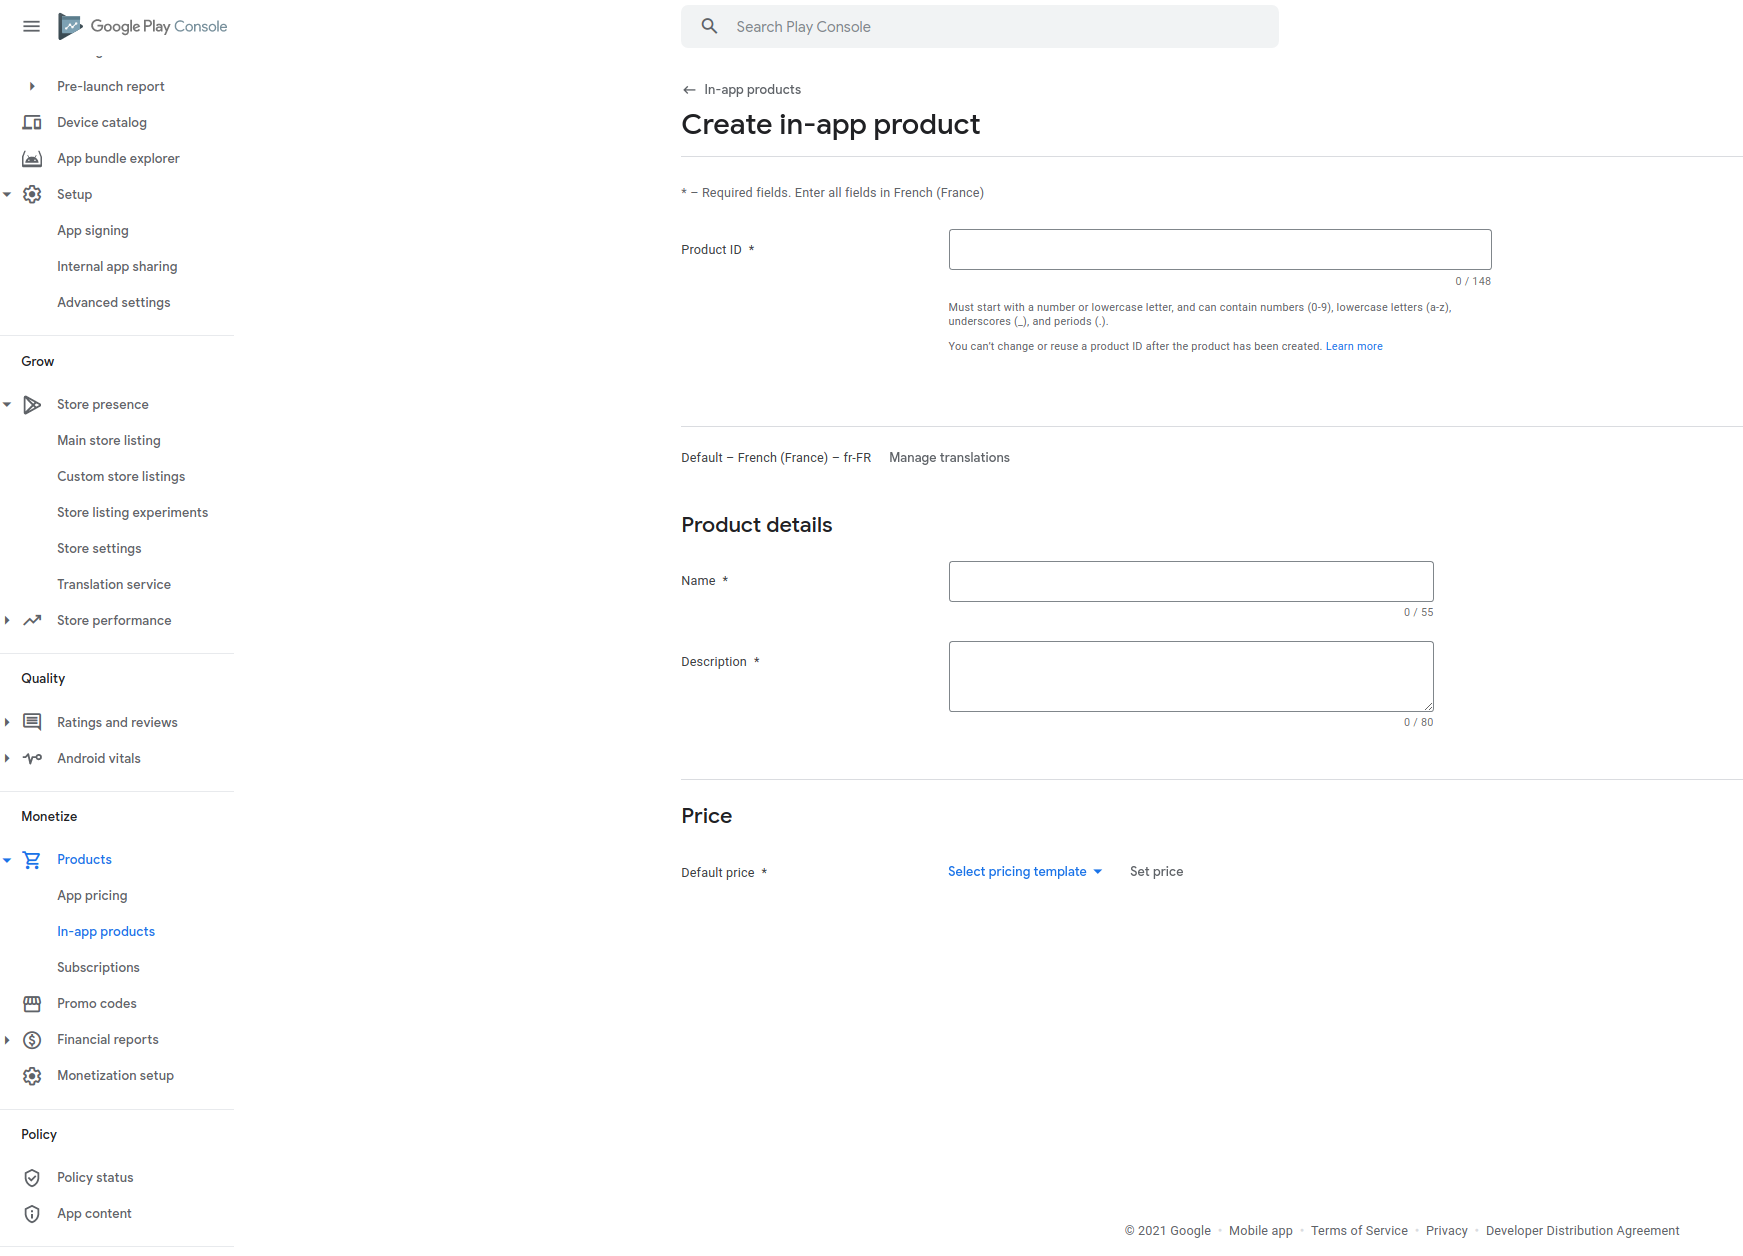 Google Play Console
Search Play Console
Pre-launch report
Device catalog
App bundle explorer
Setup
App signing
Internal app sharing
Advanced settings
Grow
Store presence
Main store listing
Custom store listings
Store listing experiments
Store settings
Translation service
Store performance
Quality
Ratings and reviews
Android vitals
Monetize
Products
App pricing
In-app products
Subscriptions
Promo codes
Financial reports
Monetization setup
Policy
Policy status
App content
In-app products
Create in-app product
* – Required fields. Enter all fields in French (France)
Product ID *
0 / 148
Must start with a number or lowercase letter, and can contain numbers (0-9), lowercase letters (a-z),
underscores (_), and periods (.).
You can't change or reuse a product ID after the product has been created. Learn more
Default – French (France) – fr-FR Manage translations
Product details
Name *
0 / 55
Description *
0 / 80
Price
Default price * Select pricing template Set price
© 2021 Google · Mobile app · Terms of Service · Privacy · Developer Distribution Agreement